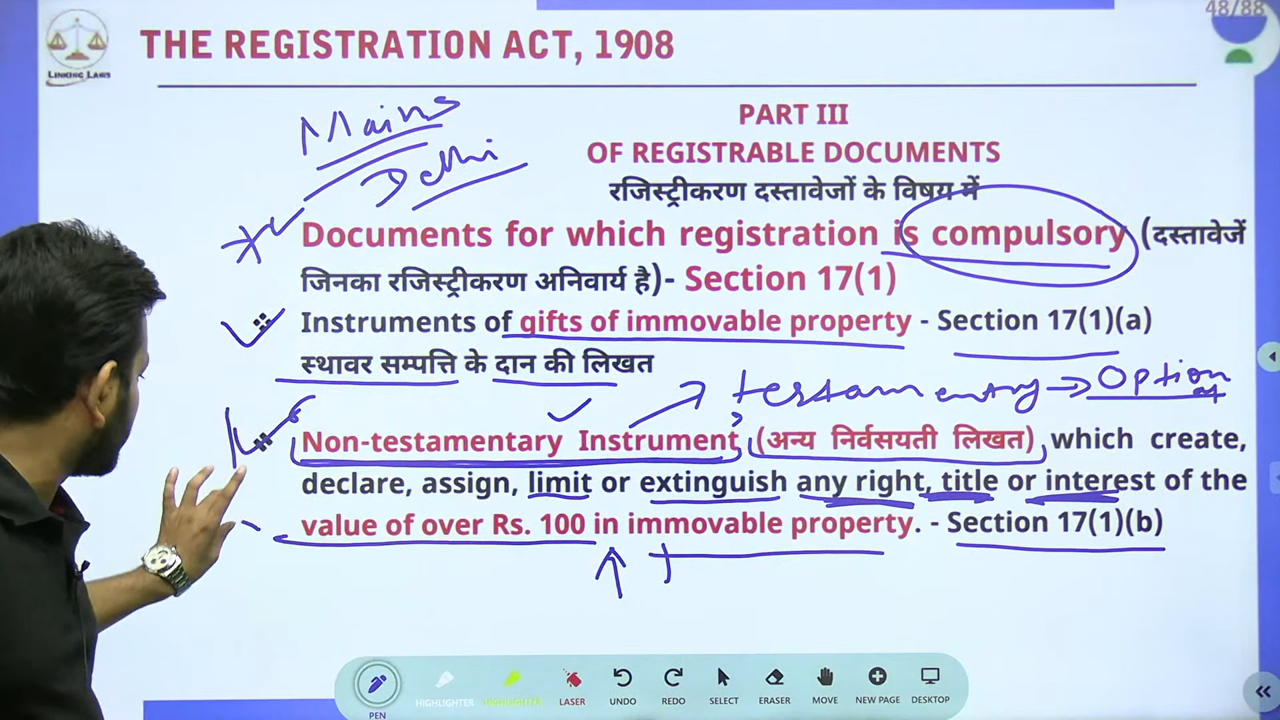 48/88
LINKING LAWS
THE REGISTRATION ACT, 1908
Mains
Delhi
PART III
OF REGISTRABLE DOCUMENTS
रजिस्ट्रीकरण दस्तावेजों के विषय में
Documents for which registration is compulsory (दस्तावेजें
जिनका रजिस्ट्रीकरण अनिवार्य है)- Section 17(1)
Instruments of gifts of immovable property - Section 17(1)(a)
स्थावर सम्पत्ति के दान की लिखत
testamentary → Option
Non-testamentary Instrument, (अन्य निर्वसयती लिखत) which create,
declare, assign, limit or extinguish any right, title or interest of the
value of over Rs. 100 in immovable property. - Section 17(1)(b)
PEN HIGHLIGHTER HIGHLIGHTER LASER UNDO REDO SELECT ERASER MOVE NEW PAGE DESKTOP